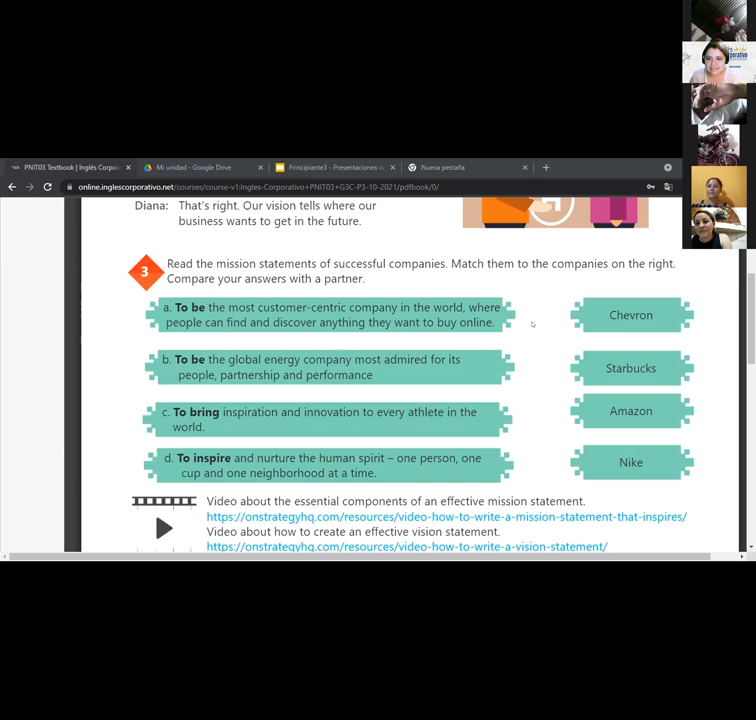 PNIT03 Textbook | Inglés Corpo
Mi unidad - Google Drive
Principiante3 - Presentaciones d
Nueva pestaña
online.inglescorporativo.net/courses/course-v1:Ingles-Corporativo+PNIT03+G3C-P3-10-2021/pdfbook/0/
Diana: That's right. Our vision tells where our
business wants to get in the future.
3
Read the mission statements of successful companies. Match them to the companies on the right.
Compare your answers with a partner.
a. To be the most customer-centric company in the world, where
people can find and discover anything they want to buy online.
Chevron
b. To be the global energy company most admired for its
people, partnership and performance
Starbucks
c. To bring inspiration and innovation to every athlete in the
world.
Amazon
d. To inspire and nurture the human spirit – one person, one
cup and one neighborhood at a time.
Nike
Video about the essential components of an effective mission statement.
https://onstrategyhq.com/resources/video-how-to-write-a-mission-statement-that-inspires/
Video about how to create an effective vision statement.
https://onstrategyhq.com/resources/video-how-to-write-a-vision-statement/